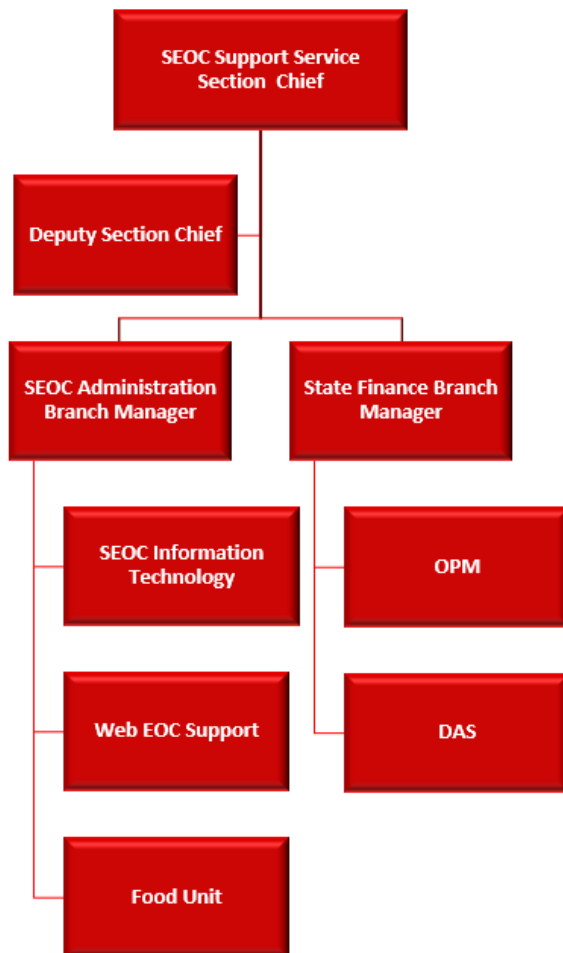 SEOC Support Service
Section Chief
Deputy Section Chief
SEOC Administration
Branch Manager
State Finance Branch
Manager
SEOC Information
Technology
OPM
Web EOC Support
DAS
Food Unit